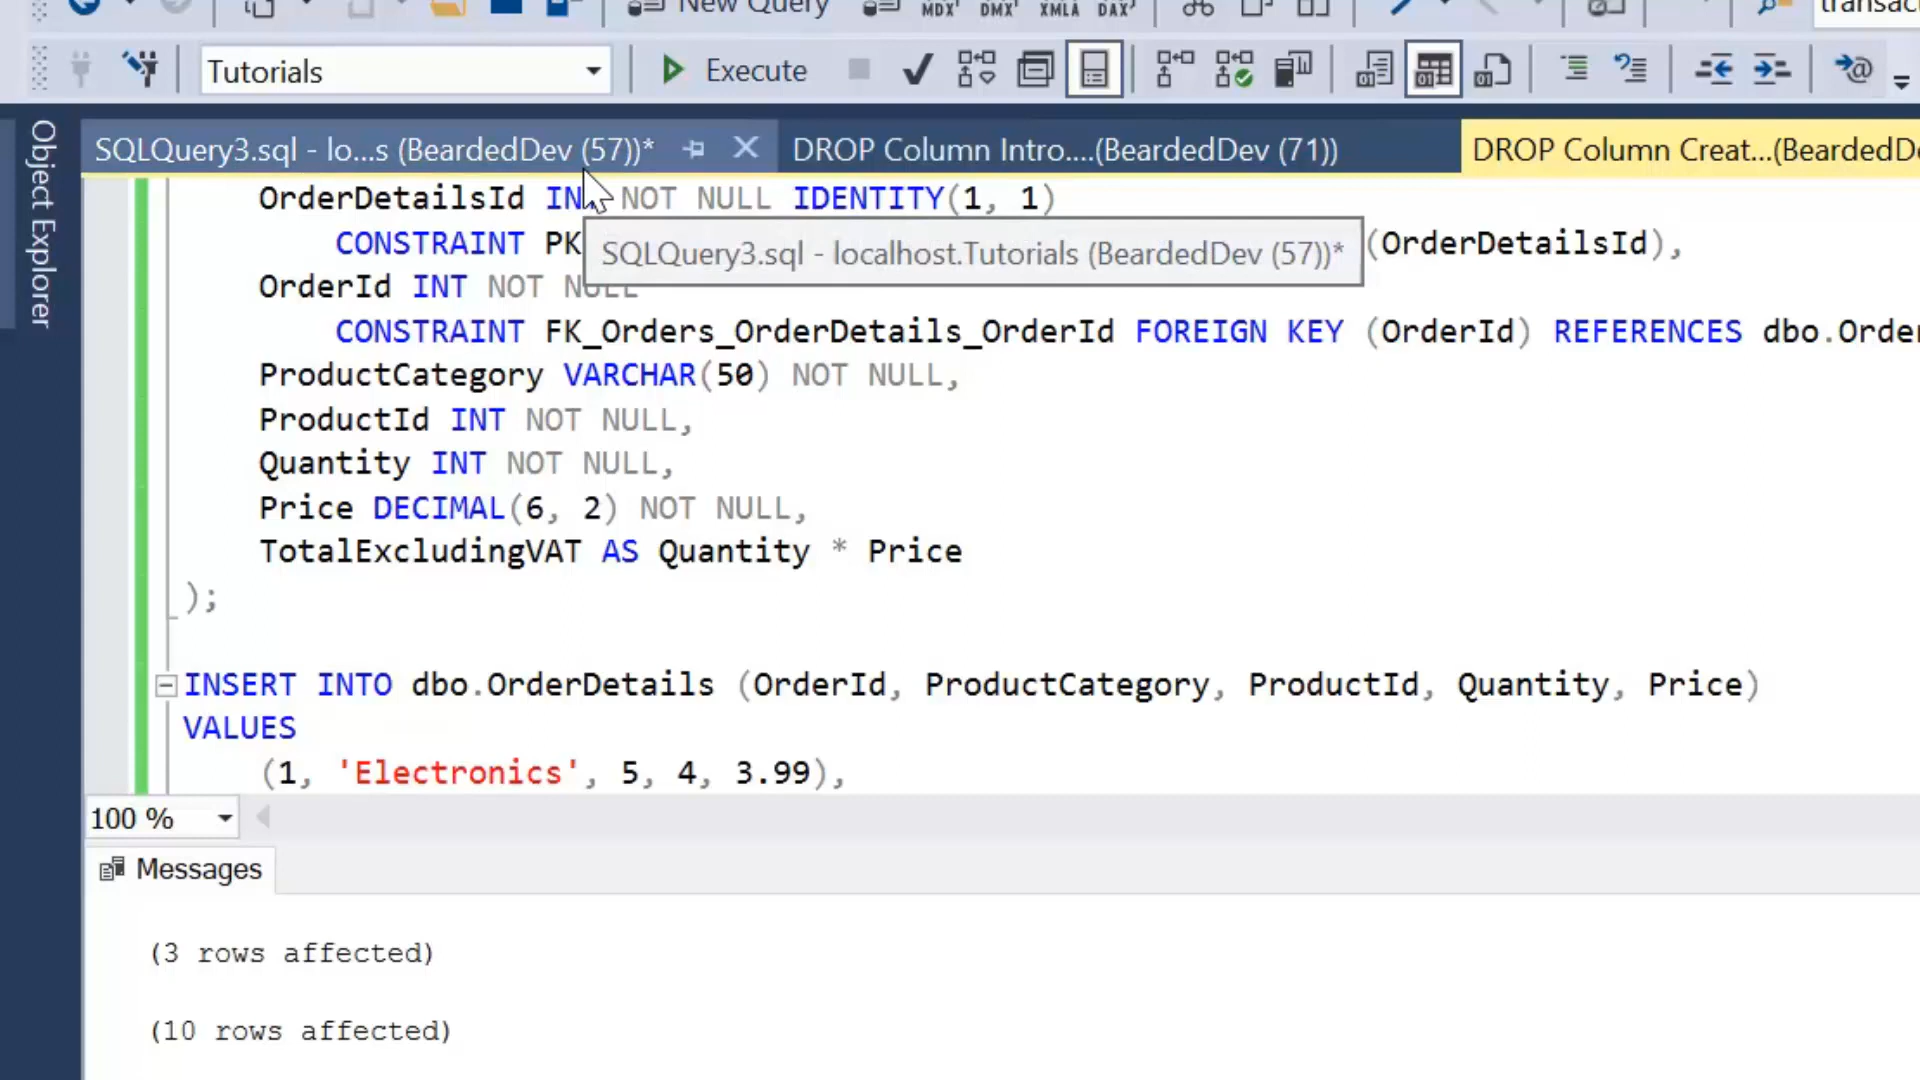 New Query
MDX DMX XMLA DAX
Tutorials
Execute
Object Explorer
SQLQuery3.sql - lo...s (BeardedDev (57))*
DROP Column Intro....(BeardedDev (71))
DROP Column Creat...(BeardedD
OrderDetailsId IN NOT NULL IDENTITY(1, 1)
CONSTRAINT PK (OrderDetailsId),
SQLQuery3.sql - localhost.Tutorials (BeardedDev (57))*
OrderId INT NOT NULL
CONSTRAINT FK_Orders_OrderDetails_OrderId FOREIGN KEY (OrderId) REFERENCES dbo.Order
ProductCategory VARCHAR(50) NOT NULL,
ProductId INT NOT NULL,
Quantity INT NOT NULL,
Price DECIMAL(6, 2) NOT NULL,
TotalExcludingVAT AS Quantity * Price
);
INSERT INTO dbo.OrderDetails (OrderId, ProductCategory, ProductId, Quantity, Price)
VALUES
(1, 'Electronics', 5, 4, 3.99),
100 %
Messages
(3 rows affected)
(10 rows affected)